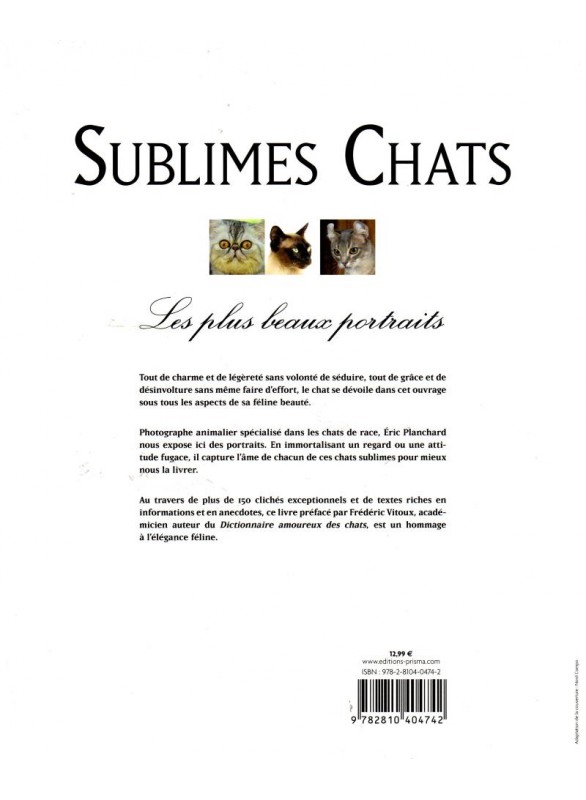 SUBLIMES CHATS
Les plus beaux portraits
Tout de charme et de légèreté sans volonté de séduire, tout de grâce et de
désinvolture sans même faire d'effort, le chat se dévoile dans cet ouvrage
sous tous les aspects de sa féline beauté.
Photographe animalier spécialisé dans les chats de race, Éric Planchard
nous expose ici des portraits. En immortalisant un regard ou une atti-
tude fugace, il capture l'âme de chacun de ces chats sublimes pour mieux
nous la livrer.
Au travers de plus de 150 clichés exceptionnels et de textes riches en
informations et en anecdotes, ce livre préfacé par Frédéric Vitoux, acadé-
micien auteur du Dictionnaire amoureux des chats, est un hommage
à l'élégance féline.
12,99 €
www.editions-prisma.com
ISBN : 978-2-8104-0474-2
9 782810 404742
Adaptation de la couverture :